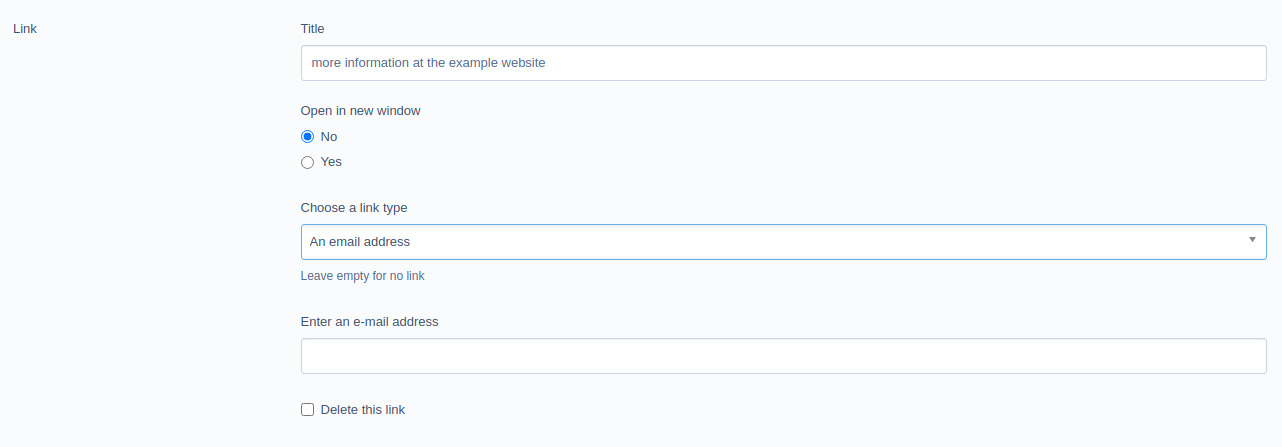 Link
Title
more information at the example website
Open in new window
No
Yes
Choose a link type
An email address
Leave empty for no link
Enter an e-mail address
Delete this link